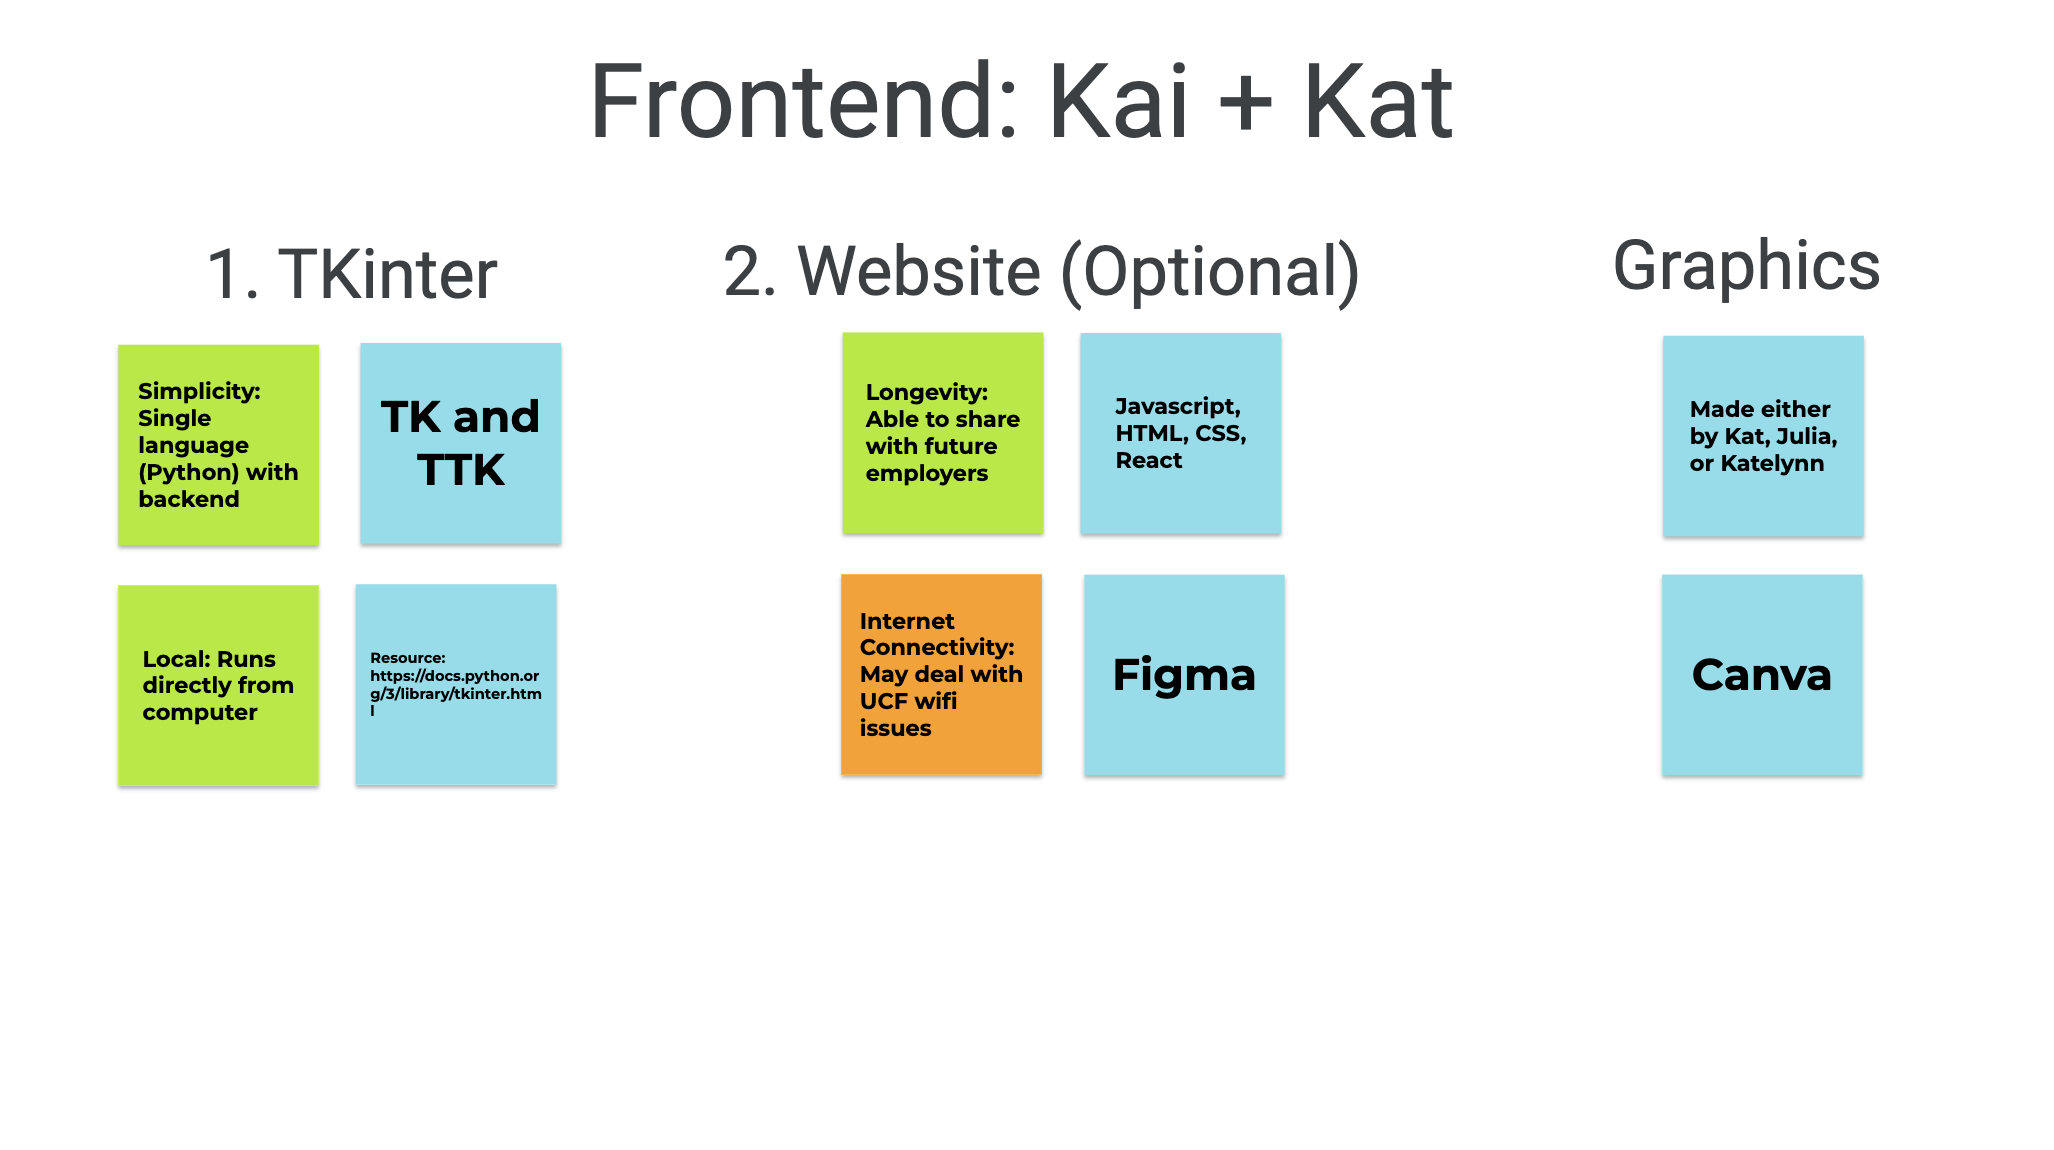 Frontend: Kai + Kat
1. TKinter
Simplicity:
Single
language
(Python) with
backend
TK and
TTK
Local: Runs
directly from
computer
Resource:
https://docs.python.or
g/3/library/tkinter.htm
l
2. Website (Optional)
Longevity:
Able to share
with future
employers
Javascript,
HTML, CSS,
React
Internet
Connectivity:
May deal with
UCF wifi
issues
Figma
Graphics
Made either
by Kat, Julia,
or Katelynn
Canva